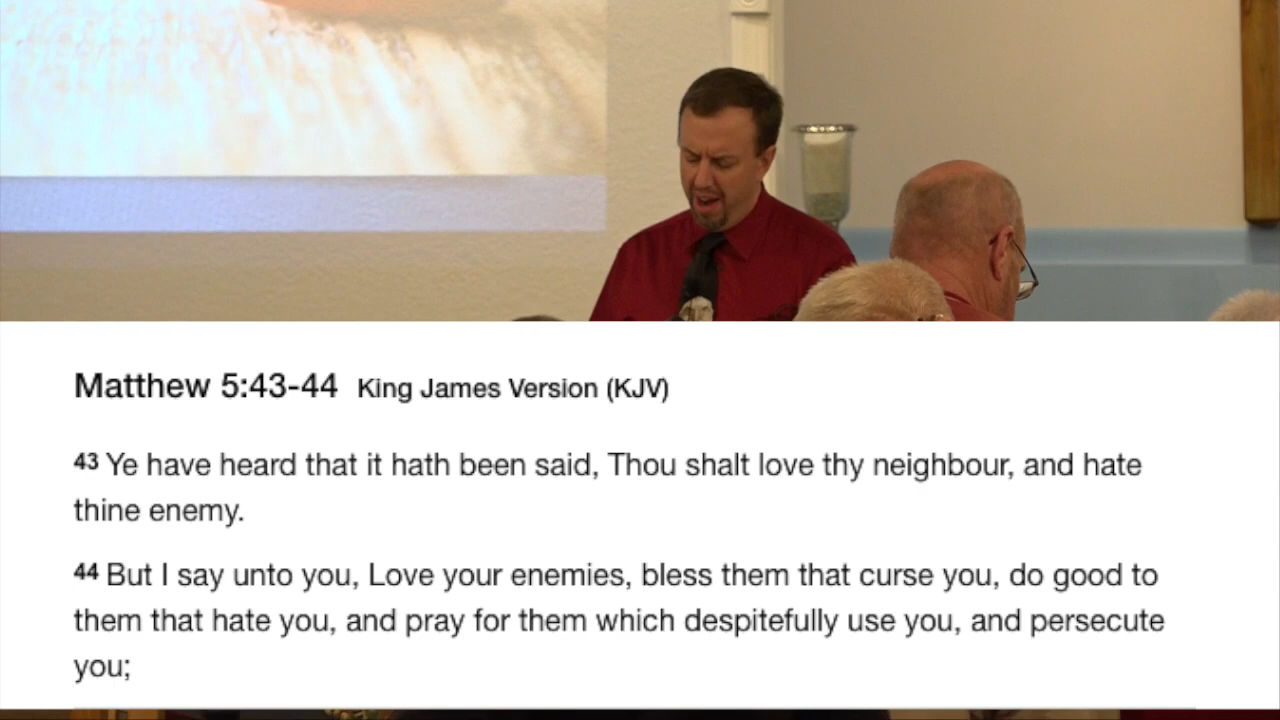 Matthew 5:43-44 King James Version (KJV)
43 Ye have heard that it hath been said, Thou shalt love thy neighbour, and hate
thine enemy.
44 But I say unto you, Love your enemies, bless them that curse you, do good to
them that hate you, and pray for them which despitefully use you, and persecute
you;